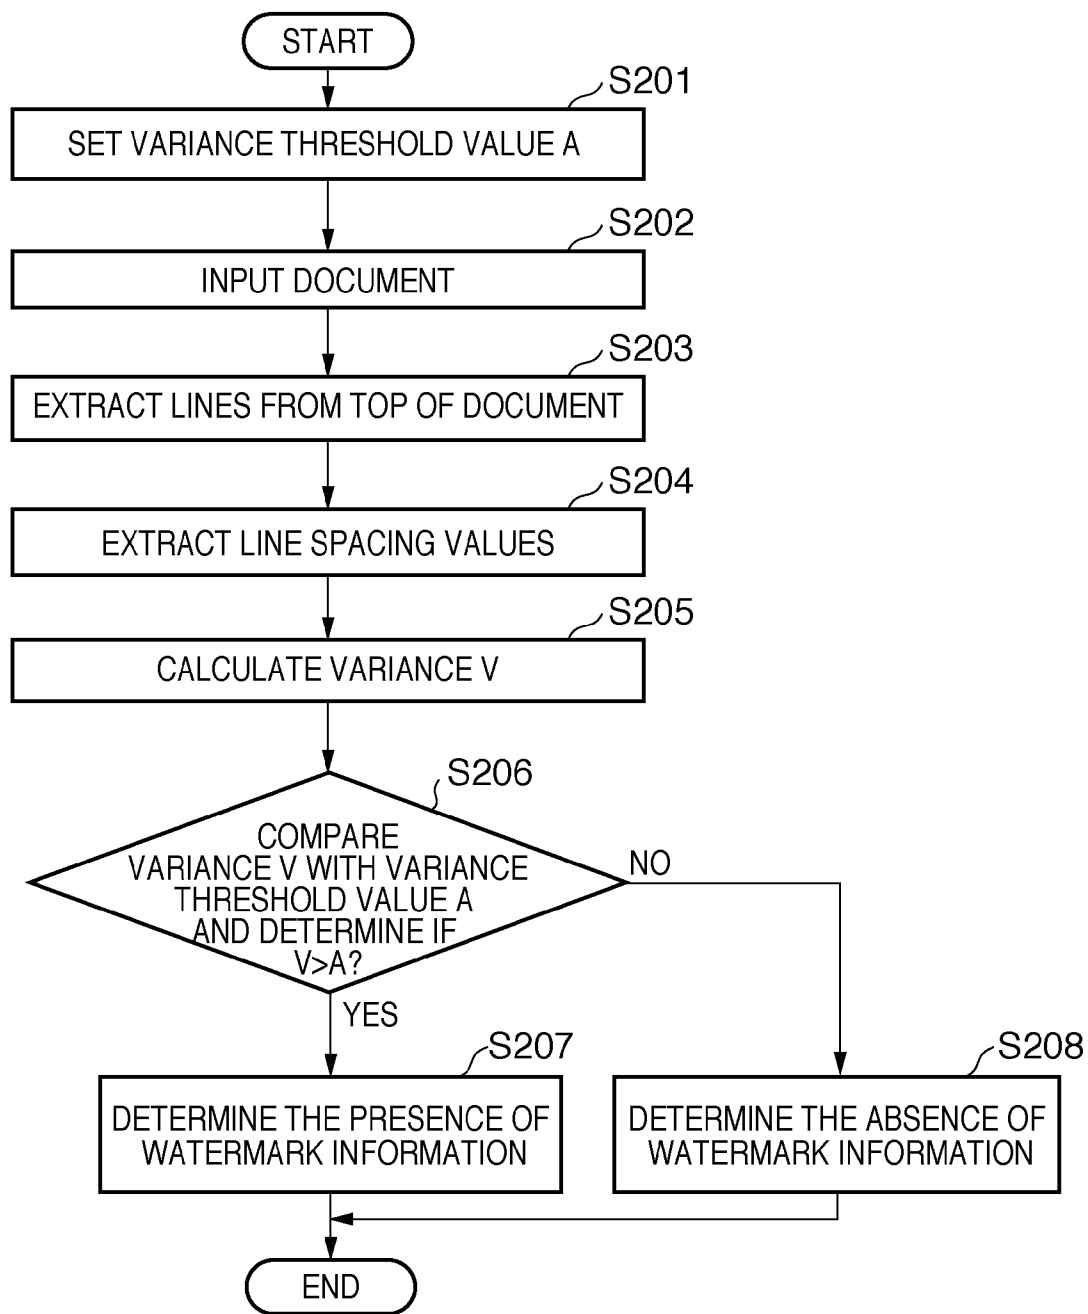 START
S201
SET VARIANCE THRESHOLD VALUE A
S202
INPUT DOCUMENT
S203
EXTRACT LINES FROM TOP OF DOCUMENT
S204
EXTRACT LINE SPACING VALUES
S205
CALCULATE VARIANCE V
S206
COMPARE
VARIANCE V WITH VARIANCE
THRESHOLD VALUE A
AND DETERMINE IF
V>A?
NO
YES
S207
DETERMINE THE PRESENCE OF
WATERMARK INFORMATION
S208
DETERMINE THE ABSENCE OF
WATERMARK INFORMATION
END